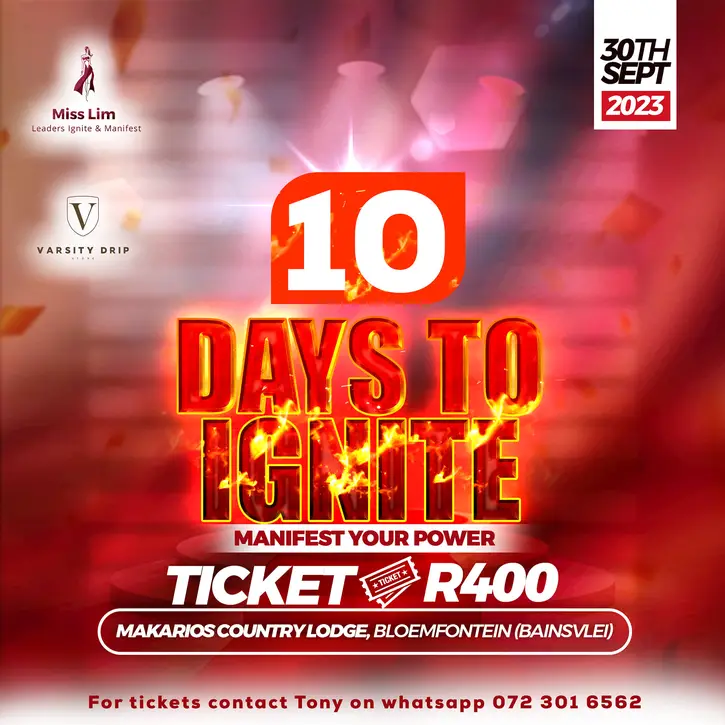 Miss Lim
Leaders Ignite & Manifest
30TH
SEPT
2023
V
VARSITY DRIP
10
DAYS TO
IGNITE
MANIFEST YOUR POWER
TICKET TICKET R400
MAKARIOS COUNTRY LODGE, BLOEMFONTEIN (BAINSVLEI)
For tickets contact Tony on whatsapp 072 301 6562